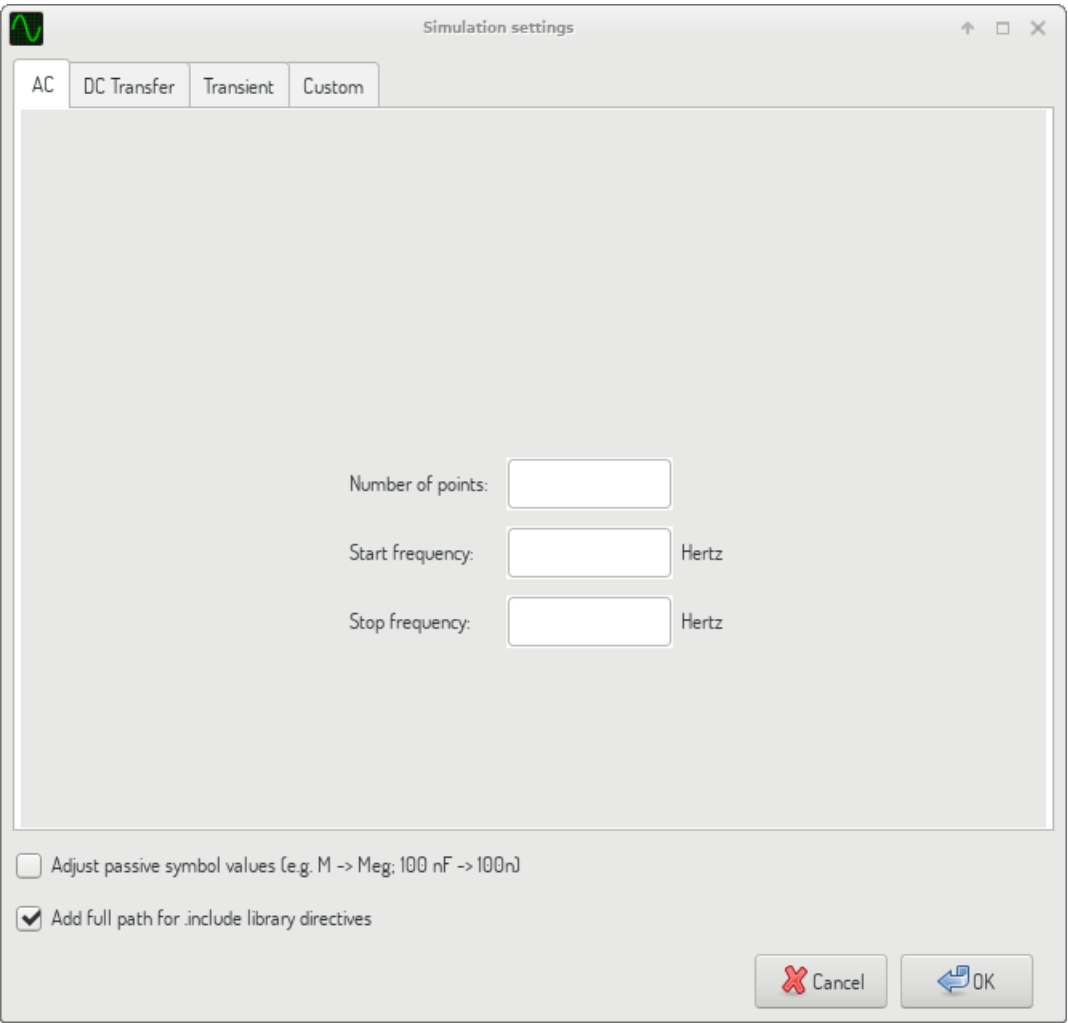 Simulation settings
AC DC Transfer Transient Custom
Number of points:
Start frequency: Hertz
Stop frequency: Hertz
Adjust passive symbol values (e.g. M -> Meg; 100 nF -> 100n)
Add full path for .include library directives
Cancel OK